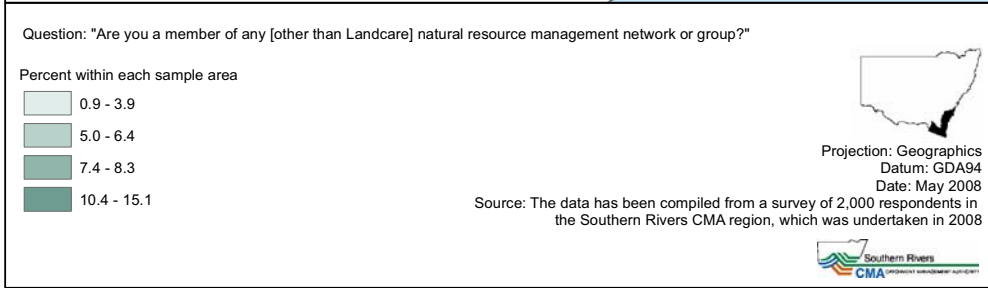 Question: "Are you a member of any [other than Landcare] natural resource management network or group?"
Percent within each sample area
0.9 - 3.9
5.0 - 6.4
7.4 - 8.3
10.4 - 15.1
Projection: Geographics
Datum: GDA94
Date: May 2008
Source: The data has been compiled from a survey of 2,000 respondents in
the Southern Rivers CMA region, which was undertaken in 2008
Southern Rivers
CMA CATCHMENT MANAGEMENT AUTHORITY